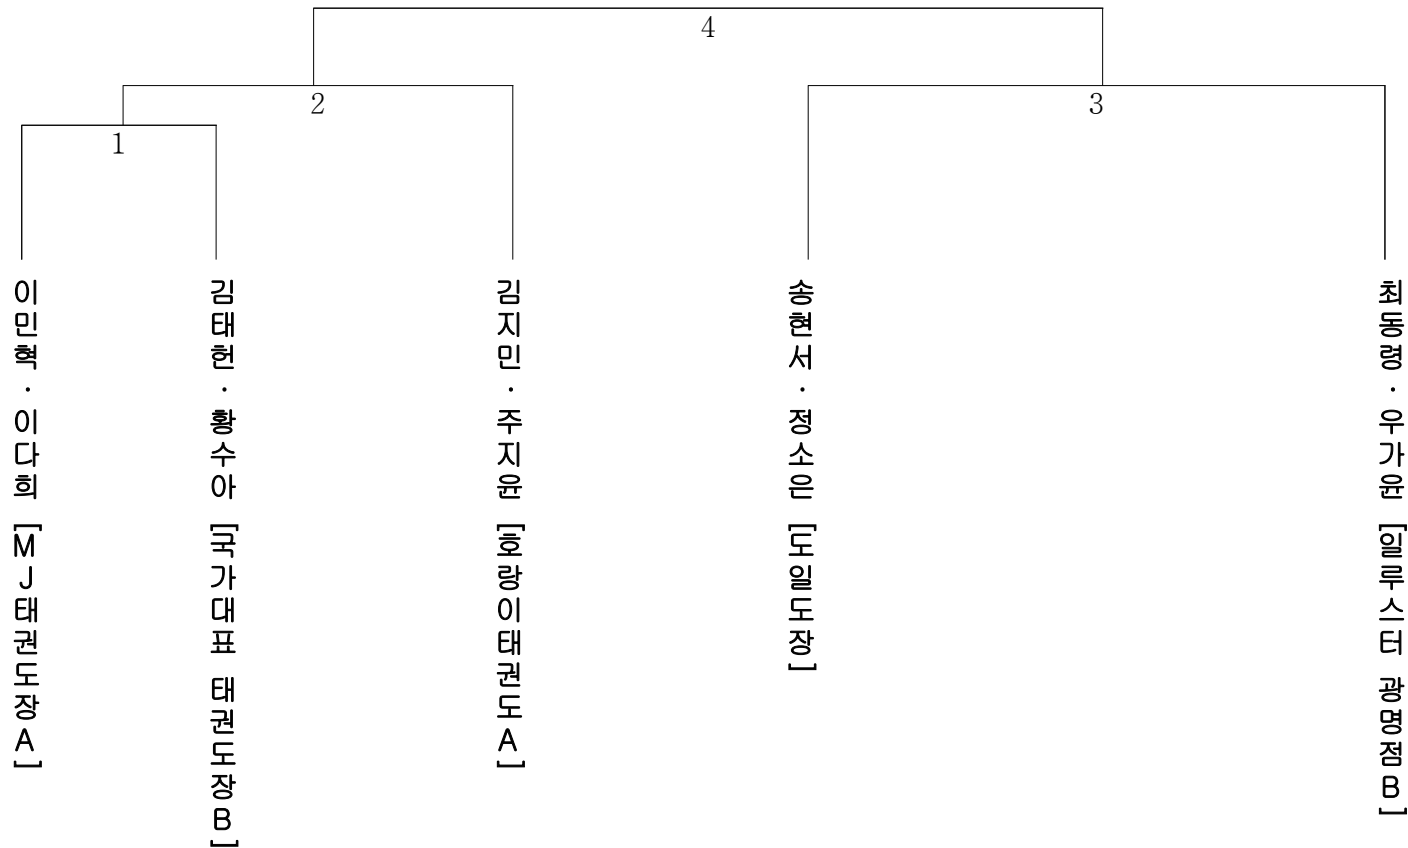 4
2
3
1
이민혁·이다희 [MJ태권도장A]
김태헌·황수아 [국가대표 태권도장B]
김지민·주지윤 [호랑이태권도A]
송현서·정소은 [도일도장]
최동령·우가윤 [일루스터 광명점B]